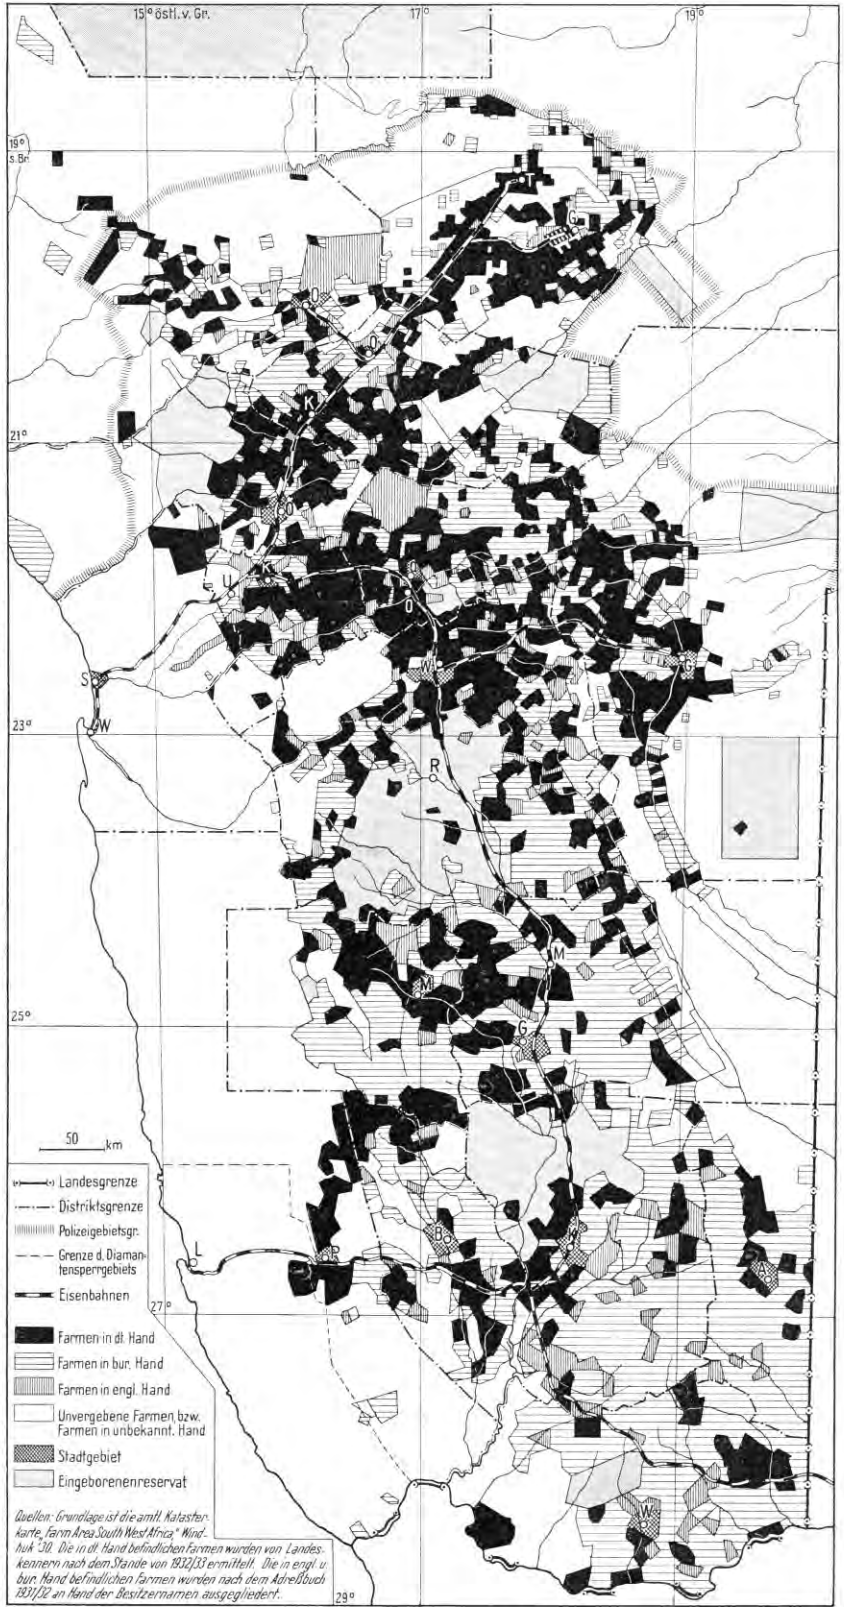 15° östl. v. Gr.
17°
19°
19°
s. Br.
T
G
O
O
K
21°
O
K
U
O
S
W
G
W
23°
R
M
M
25°
G
50 km
Landesgrenze
Distriktsgrenze
Polizeigebietsgr.
Grenze d. Diaman-
tensperrgebiets
Eisenbahnen
L
P
B
K
A
27°
Farmen in dt. Hand
Farmen in bur. Hand
Farmen in engl. Hand
Unvergebene Farmen, bzw.
Farmen in unbekannt. Hand
Stadtgebiet
Eingeborenenreservat
W
Quellen: Grundlage ist die amtl. Kataster-
karte „Farm Area South West Africa," Wind-
huk '30. Die in dt. Hand befindlichen Farmen wurden von Landes-
kennern nach dem Stande von 1932/33 ermittelt. Die in engl. u.
bur. Hand befindlichen Farmen wurden nach dem Adreßbuch
1931/32 an Hand der Besitzernamen ausgegliedert.
29°